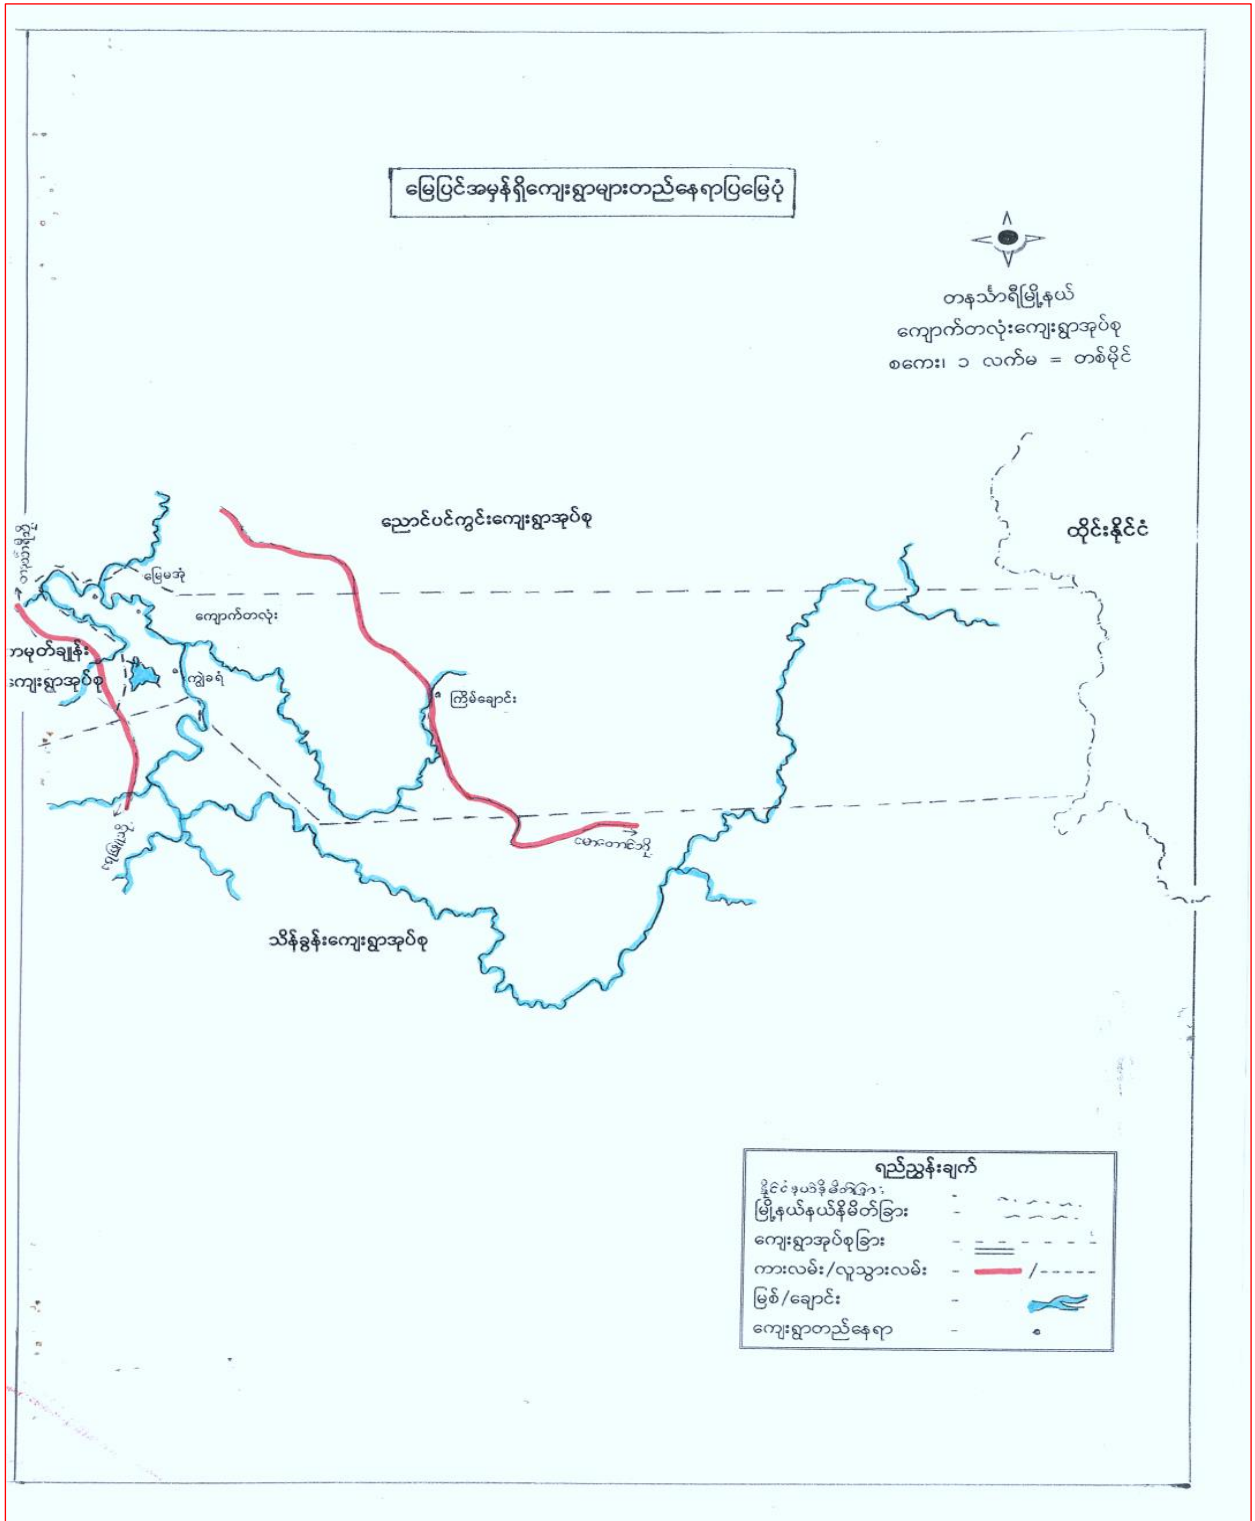 မြေပြင်အမှန်ရှိကျေးရွာများတည်နေရာပြမြေပုံ
တနင်္သာရီမြို့နယ်
ကျောက်တလုံးကျေးရွာအုပ်စု
စကေး၊ ၁ လက်မ = တစ်မိုင်
ညောင်ပင်ကွင်းကျေးရွာအုပ်စု
ထိုင်းနိုင်ငံ
မြေမအုံ
ကျောက်တလုံး
ကာမုတ်ချုန်း
ကျေးရွာအုပ်စု
ကျွဲခရံ
ကြိမ်ချောင်း
မောတောင်သို့
သိန်ခွန်းကျေးရွာအုပ်စု
ရည်ညွှန်းချက်
မြို့နယ်နယ်နိမိတ်ခြား -
ကျေးရွာအုပ်စုခြား -
ကားလမ်း/လူသွားလမ်း - /
မြစ်/ချောင်း -
ကျေးရွာတည်နေရာ -